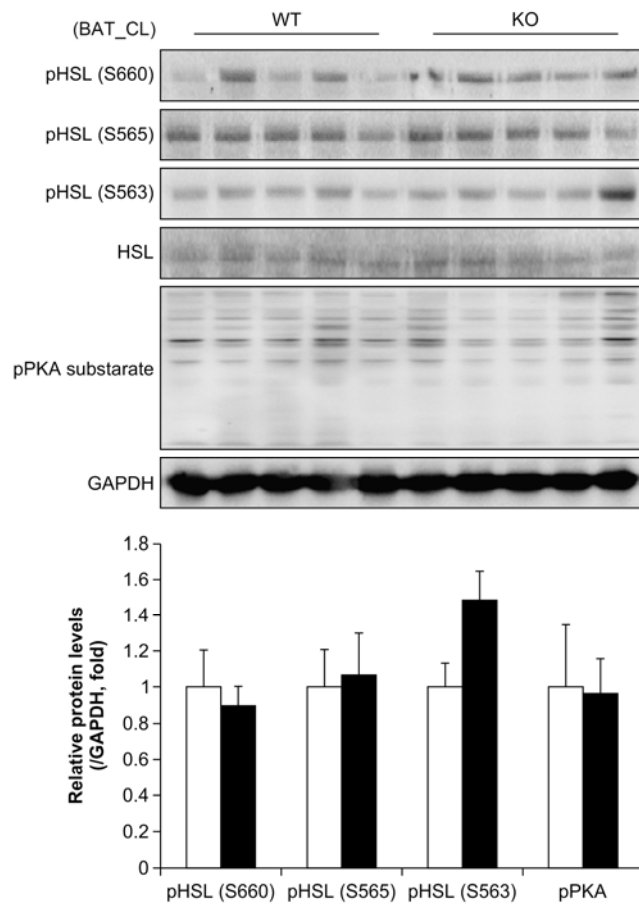 (BAT_CL)
WT
KO
pHSL (S660)
pHSL (S565)
pHSL (S563)
HSL
pPKA substarate
GAPDH
Relative protein levels
(/GAPDH, fold)
1.8
1.6
1.4
1.2
1
0.8
0.6
0.4
0.2
0
pHSL (S660)
pHSL (S565)
pHSL (S563)
pPKA